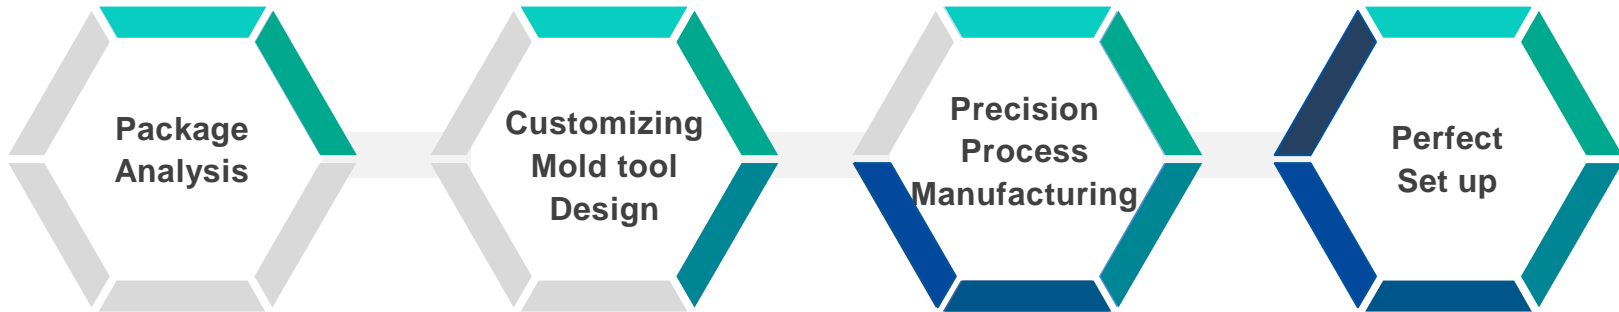 Package
Analysis
Customizing
Mold tool
Design
Precision
Process
Manufacturing
Perfect
Set up